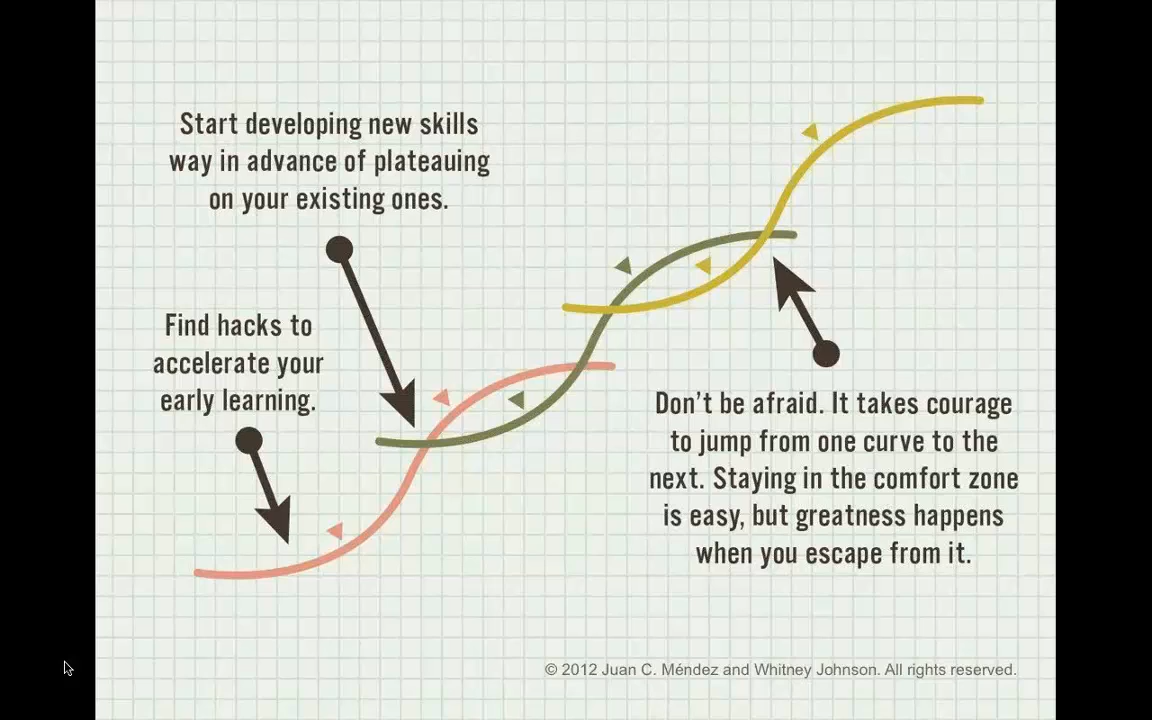 Start developing new skills
way in advance of plateauing
on your existing ones.
Find hacks to
accelerate your
early learning.
Don't be afraid. It takes courage
to jump from one curve to the
next. Staying in the comfort zone
is easy, but greatness happens
when you escape from it.
© 2012 Juan C. Méndez and Whitney Johnson. All rights reserved.